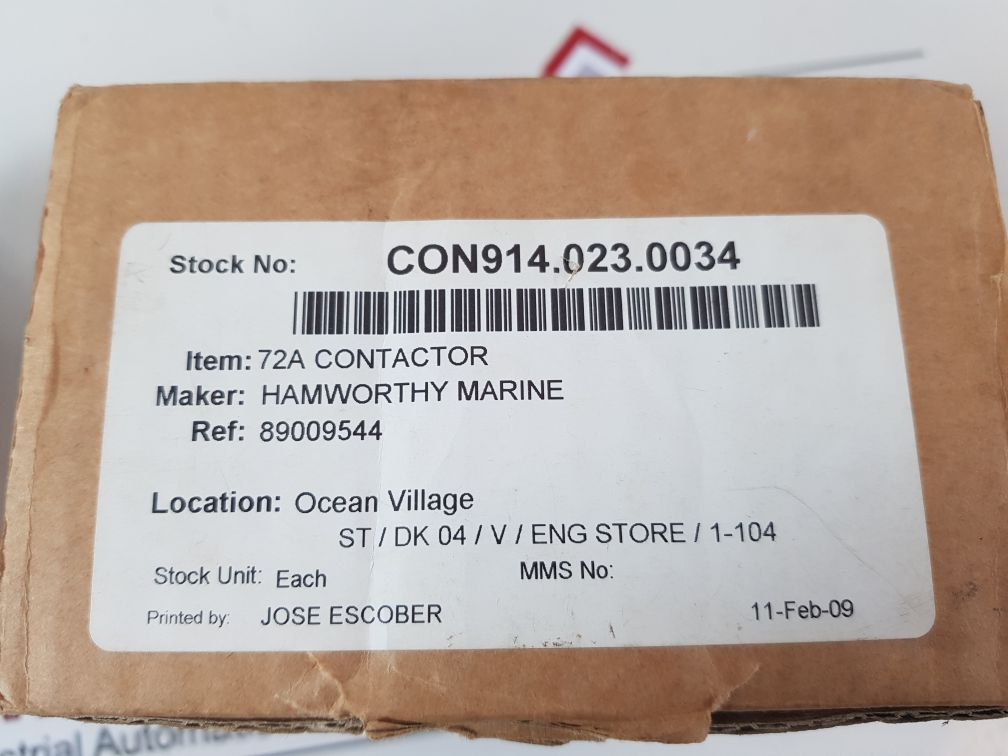 Stock No: CON914.023.0034
Item: 72A CONTACTOR
Maker: HAMWORTHY MARINE
Ref: 89009544
Location: Ocean Village
ST / DK 04 / V / ENG STORE / 1-104
Stock Unit: Each MMS No:
Printed by: JOSE ESCOBER 11-Feb-09